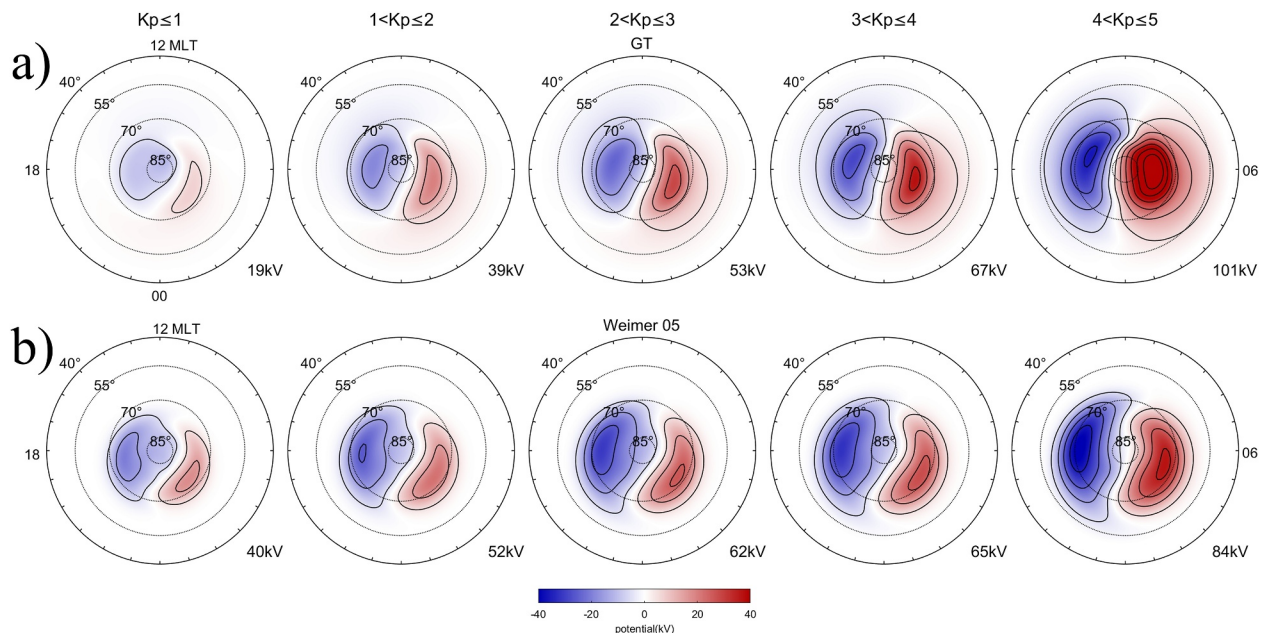 Kp≤1 1<Kp≤2 2<Kp≤3 3<Kp≤4 4<Kp≤5
a) 12 MLT GT
40° 40° 40° 40° 40°
55° 55° 55° 55° 55°
70° 70° 70° 70° 70°
18 85° 85° 85° 85° 85° 06
19kV 39kV 53kV 67kV 101kV
00
b) 12 MLT Weimer 05
40° 40° 40° 40° 40°
55° 55° 55° 55° 55°
70° 70° 70° 70° 70°
18 85° 85° 85° 85° 85° 06
40kV 52kV 62kV 65kV 84kV
-40 -20 0 20 40
potential(kV)